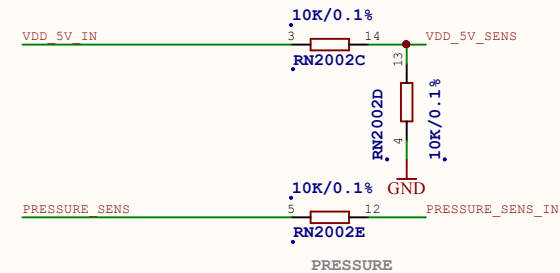 10K/0.1%
VDD_5V_IN 3 14 VDD_5V_SENS
RN2002C
13
RN2002D 10K/0.1%
4
10K/0.1% GND
PRESSURE_SENS 5 12 PRESSURE_SENS_IN
RN2002E
PRESSURE